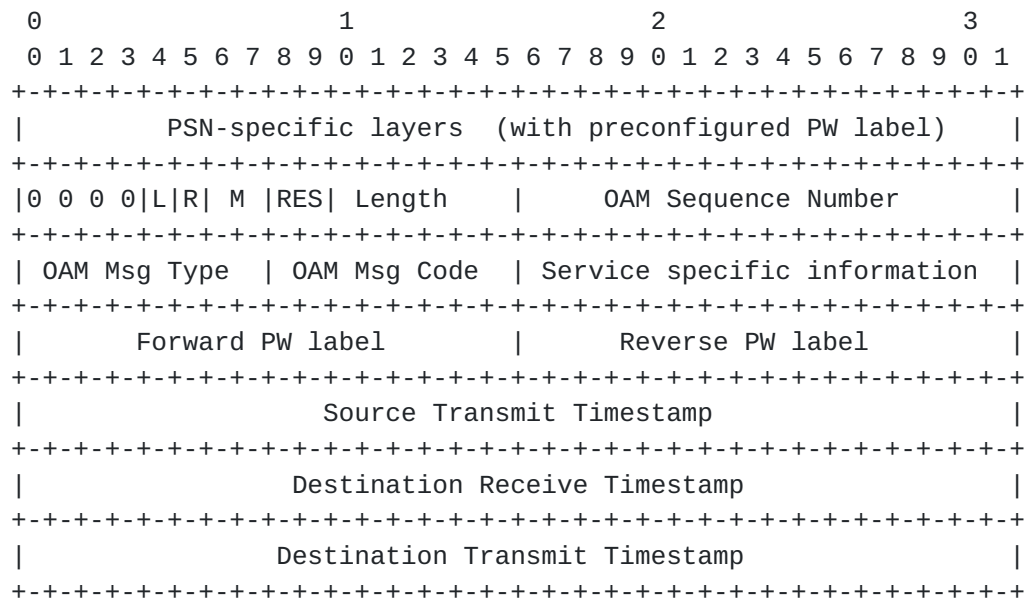 0                   1                   2                   3
 0 1 2 3 4 5 6 7 8 9 0 1 2 3 4 5 6 7 8 9 0 1 2 3 4 5 6 7 8 9 0 1
+-+-+-+-+-+-+-+-+-+-+-+-+-+-+-+-+-+-+-+-+-+-+-+-+-+-+-+-+-+-+-+-+
|         PSN-specific layers  (with preconfigured PW label)    |
+-+-+-+-+-+-+-+-+-+-+-+-+-+-+-+-+-+-+-+-+-+-+-+-+-+-+-+-+-+-+-+-+
|0 0 0 0|L|R| M |RES| Length    |     OAM Sequence Number       |
+-+-+-+-+-+-+-+-+-+-+-+-+-+-+-+-+-+-+-+-+-+-+-+-+-+-+-+-+-+-+-+-+
| OAM Msg Type  | OAM Msg Code  | Service specific information  |
+-+-+-+-+-+-+-+-+-+-+-+-+-+-+-+-+-+-+-+-+-+-+-+-+-+-+-+-+-+-+-+-+
|       Forward PW label        |      Reverse PW label         |
+-+-+-+-+-+-+-+-+-+-+-+-+-+-+-+-+-+-+-+-+-+-+-+-+-+-+-+-+-+-+-+-+
|                   Source Transmit Timestamp                   |
+-+-+-+-+-+-+-+-+-+-+-+-+-+-+-+-+-+-+-+-+-+-+-+-+-+-+-+-+-+-+-+-+
|                 Destination Receive Timestamp                 |
+-+-+-+-+-+-+-+-+-+-+-+-+-+-+-+-+-+-+-+-+-+-+-+-+-+-+-+-+-+-+-+-+
|                Destination Transmit Timestamp                 |
+-+-+-+-+-+-+-+-+-+-+-+-+-+-+-+-+-+-+-+-+-+-+-+-+-+-+-+-+-+-+-+-+